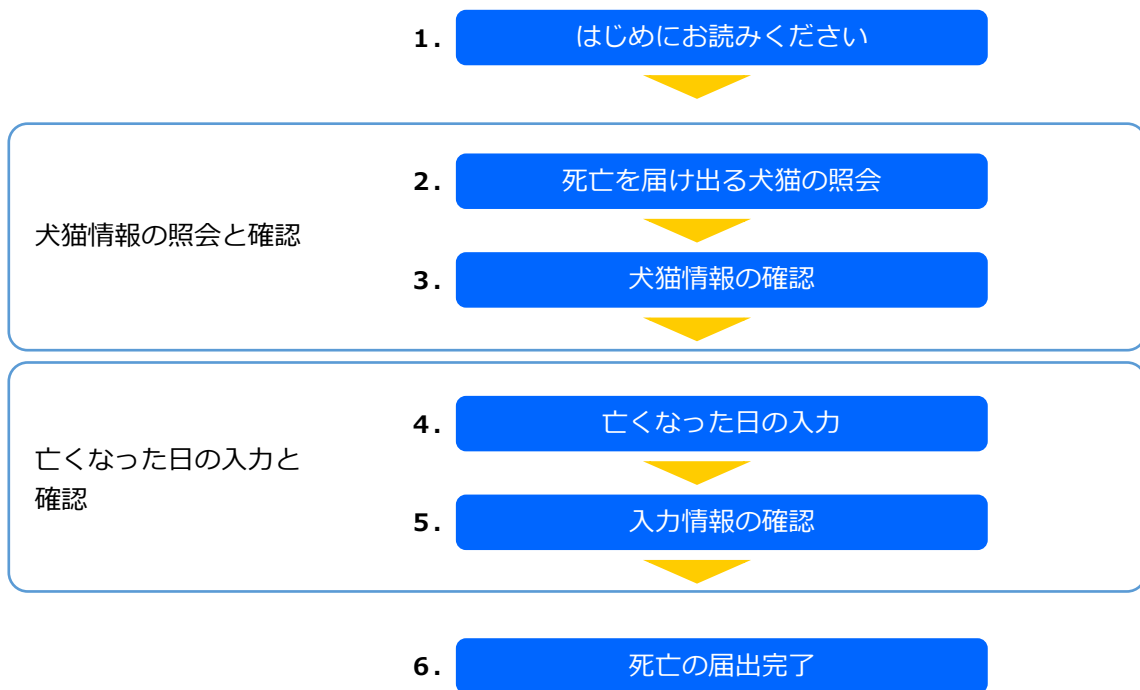 1. はじめにお読みください
犬猫情報の照会と確認
2. 死亡を届け出る犬猫の照会
3. 犬猫情報の確認
亡くなった日の入力と
確認
4. 亡くなった日の入力
5. 入力情報の確認
6. 死亡の届出完了